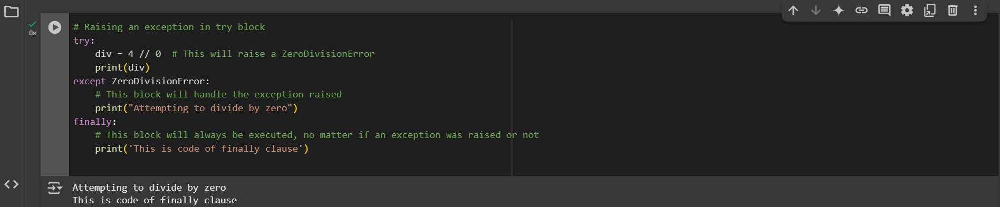 0s
# Raising an exception in try block
try:
    div = 4 // 0  # This will raise a ZeroDivisionError
    print(div)
except ZeroDivisionError:
    # This block will handle the exception raised
    print("Attempting to divide by zero")
finally:
    # This block will always be executed, no matter if an exception was raised or not
    print('This is code of finally clause')
Attempting to divide by zero
This is code of finally clause